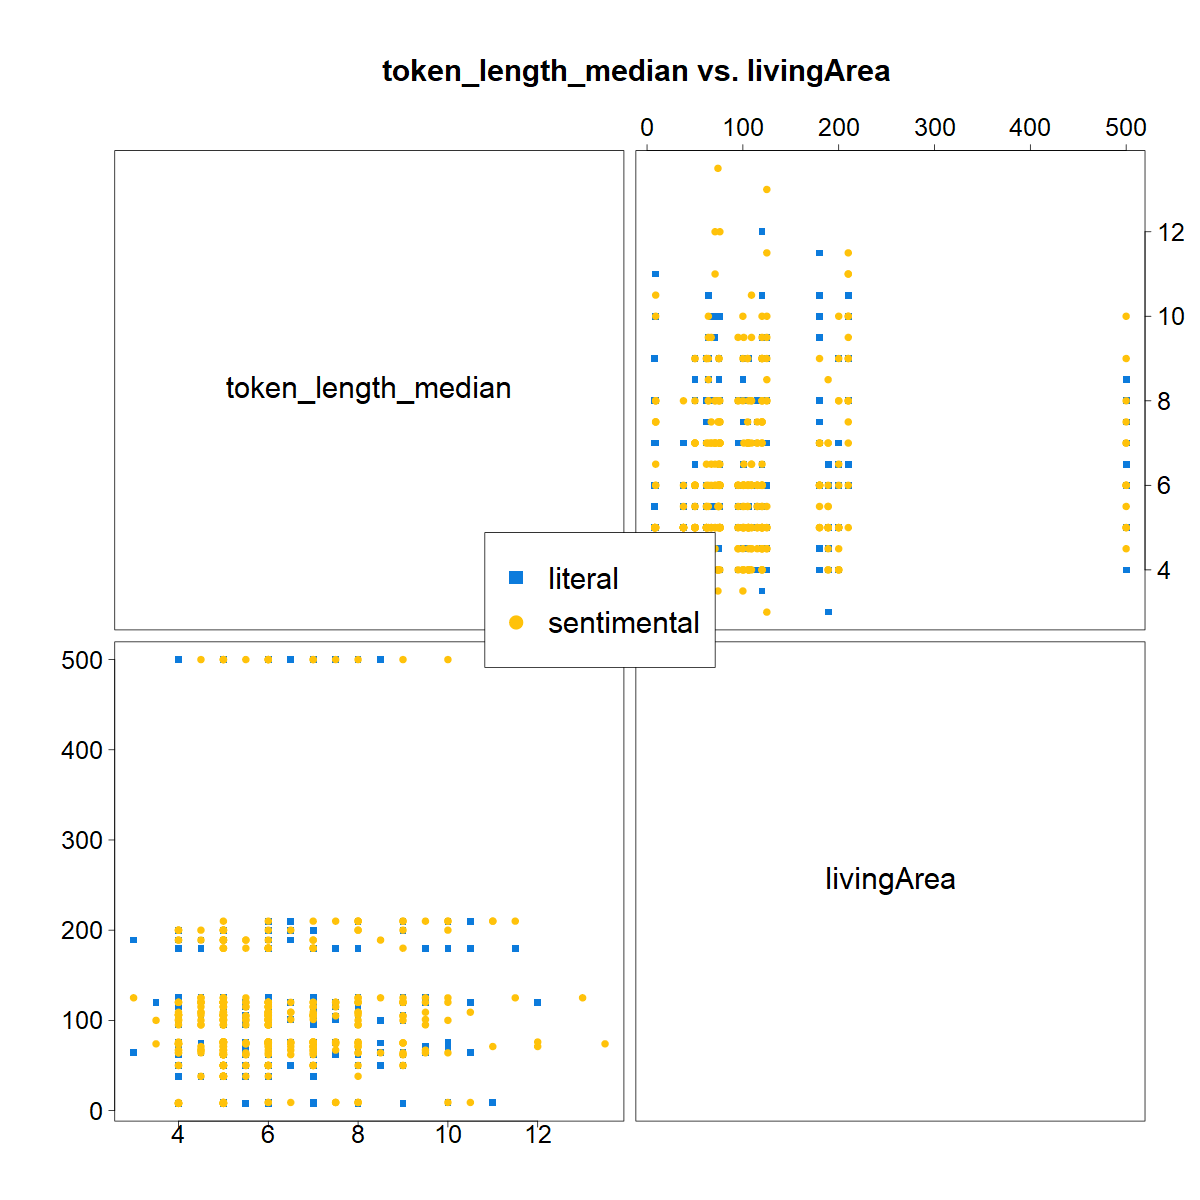 token_length_median vs. livingArea
0 100 200 300 400 500
token_length_median
12
10
8
6
4
literal
sentimental
500
400
300
200
100
0
livingArea
4 6 8 10 12